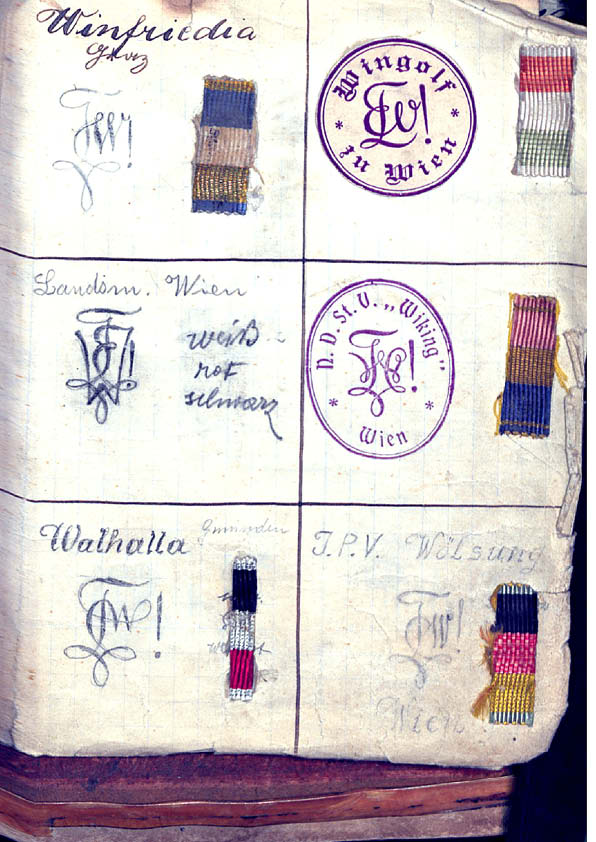 Winfriedia
Graz
Wingolf
zu Wien
Landsm. Wien
weiß
rot
schwarz
N. D. St. V. „Wiking"
Wien
Walhalla
Gmunden
T. P. V. Wölsung
Wien